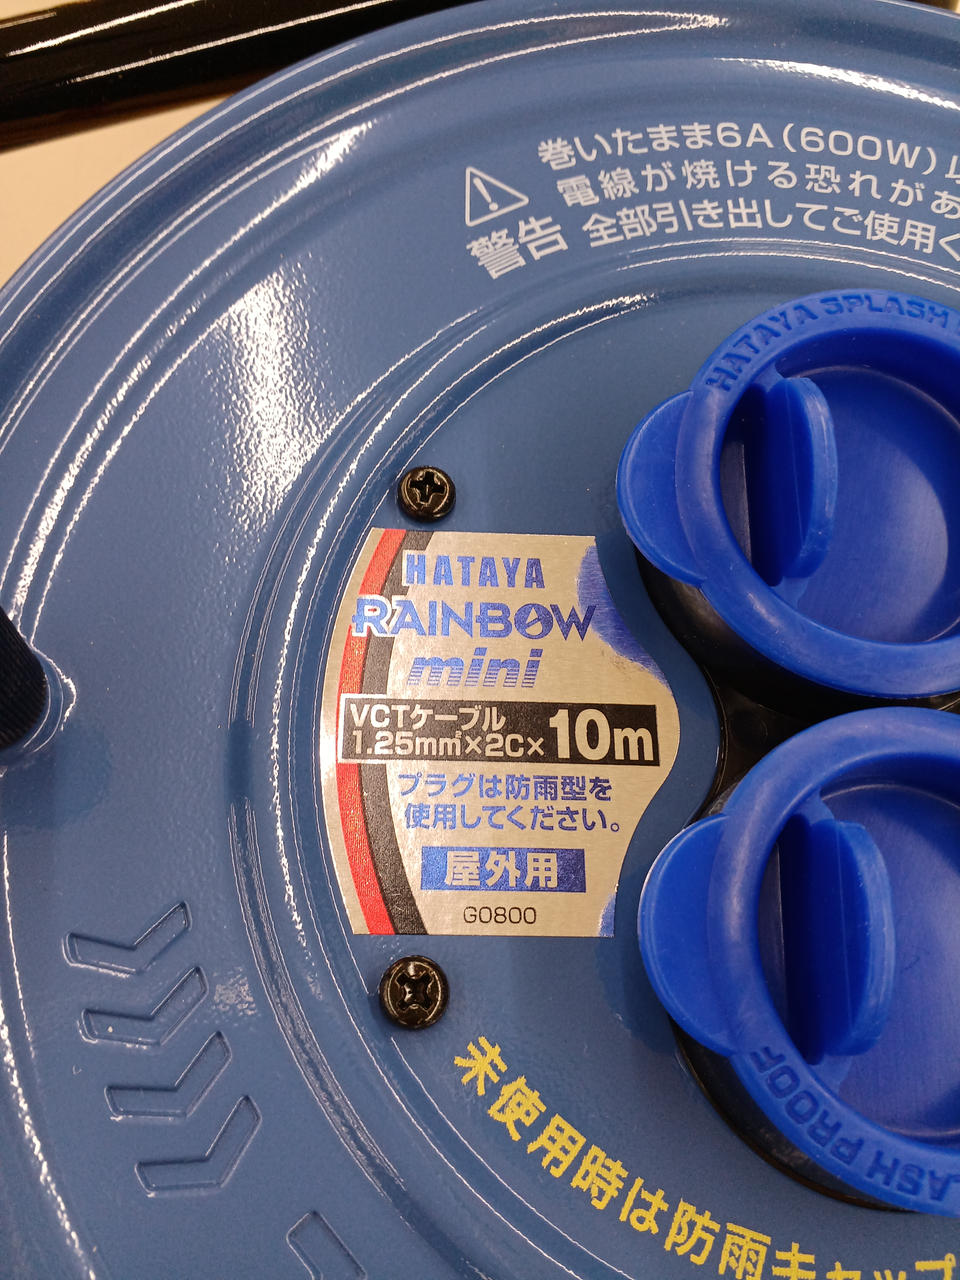 巻いたまま6A(600W)以
電線が焼ける恐れがあ
警告 全部引き出してご使用く
HATAYA SPLASH
HATAYA
RAINBOW
mini
VCTケーブル
1.25mm²×2C×10m
プラグは防雨型を
使用してください。
屋外用
G0800
SPLASH PROOF
未使用時は防雨キャップ